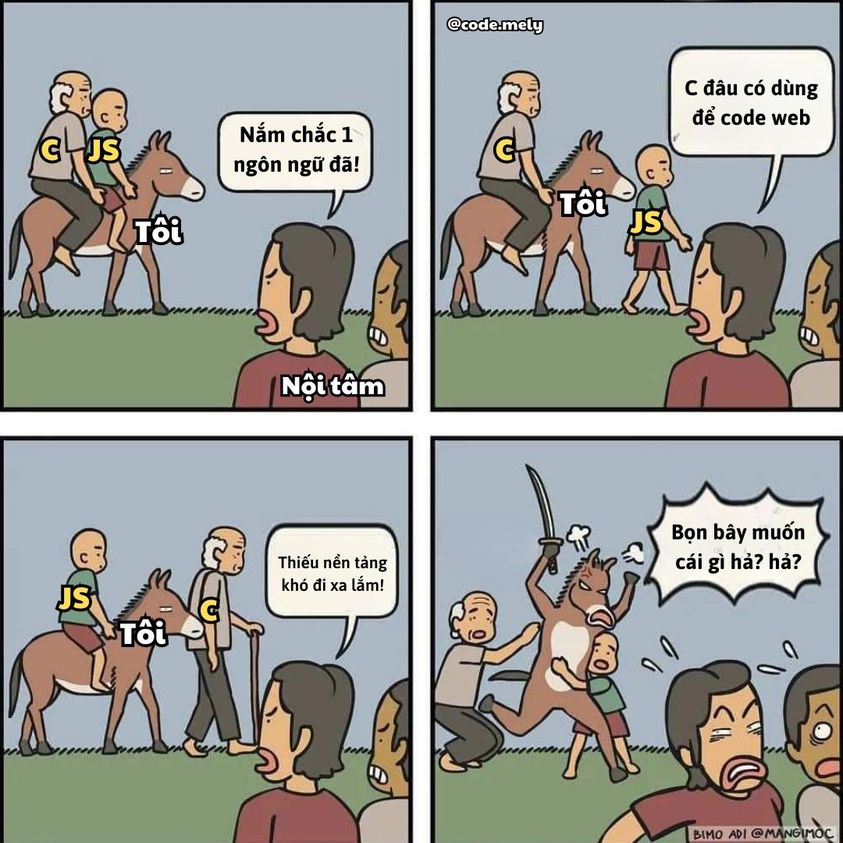 C
JS
Tôi
Nắm chắc 1
ngôn ngữ đã!
Nội tâm
@code.mely
C
Tôi
JS
C đâu có dùng
để code web
JS
Tôi
C
Thiếu nền tảng
khó đi xa lắm!
Bọn bây muốn
cái gì hả? hả?
BIMO ADI @MANGIMOC